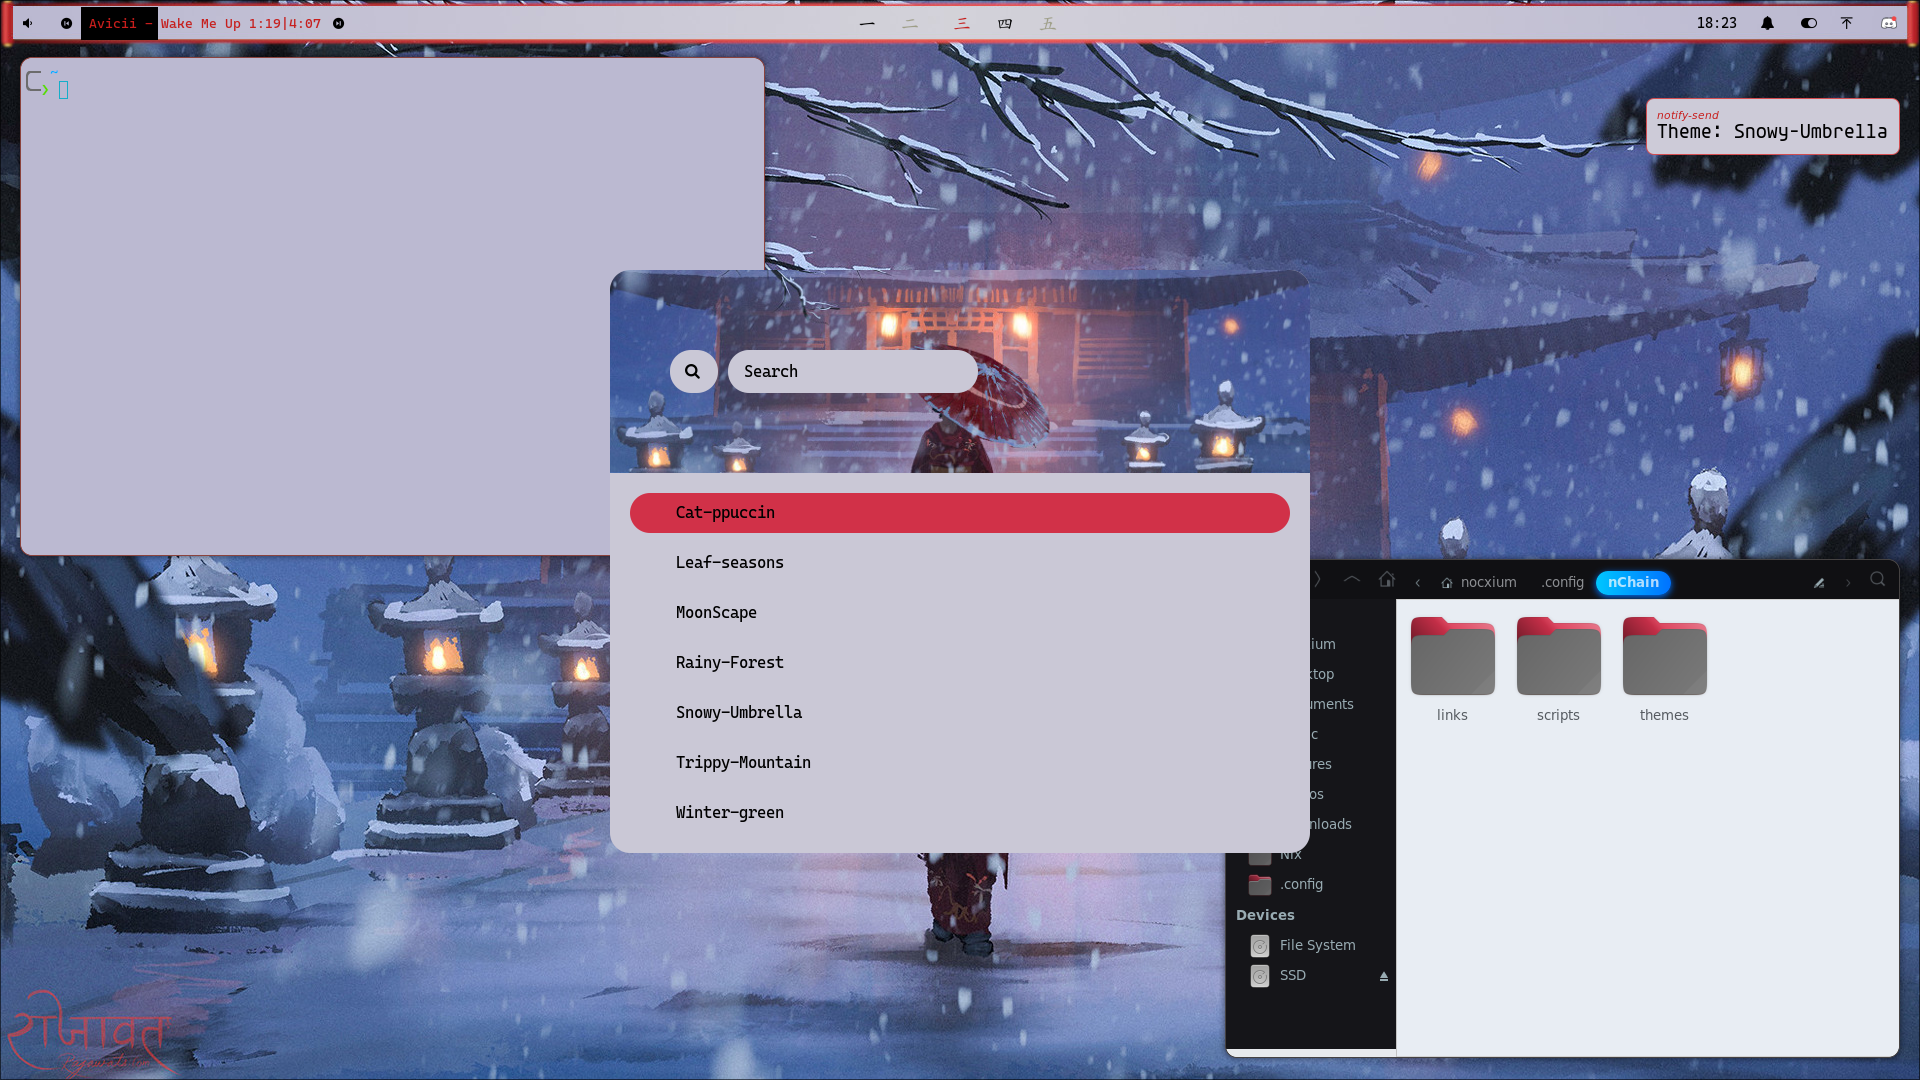 Avicii - Wake Me Up 1:19|4:07
一 二 三 四 五
18:23
~
notify-send
Theme: Snowy-Umbrella
Search
Cat-ppuccin
Leaf-seasons
MoonScape
Rainy-Forest
Snowy-Umbrella
Trippy-Mountain
Winter-green
nocxium .config nChain
ium
top
uments
c
ures
os
nloads
Nix
.config
Devices
File System
SSD
links scripts themes
राजावत